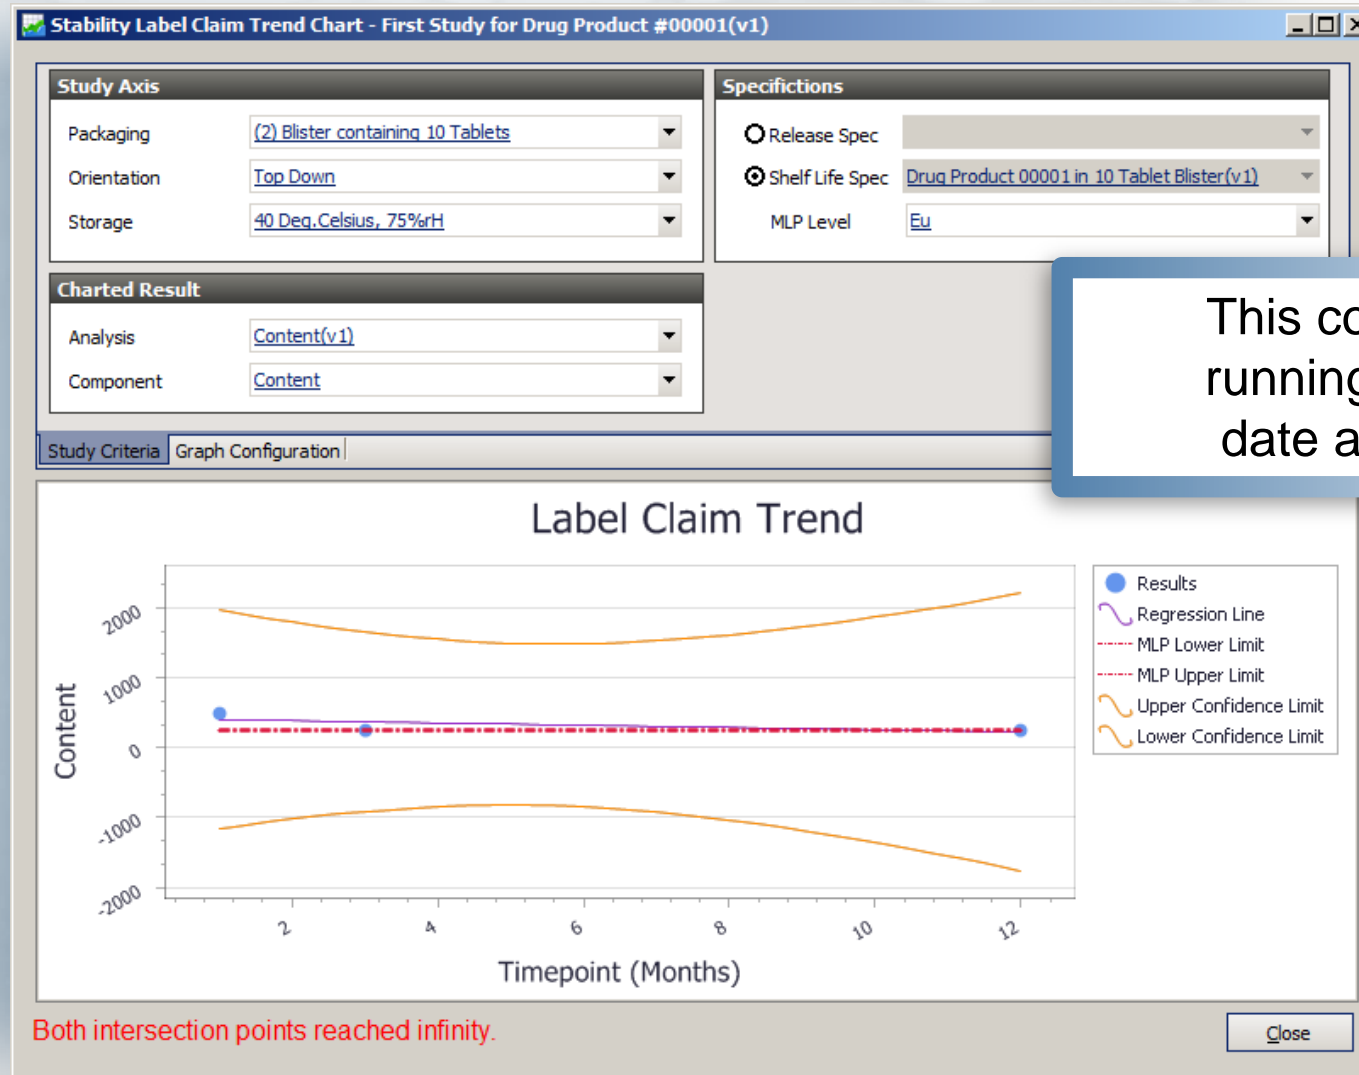 Stability Label Claim Trend Chart - First Study for Drug Product #00001(v1)
Study Axis
Packaging (2) Blister containing 10 Tablets
Orientation Top Down
Storage 40 Deg.Celsius, 75%rH
Specifictions
Release Spec
Shelf Life Spec Drug Product 00001 in 10 Tablet Blister(v1)
MLP Level Eu
Charted Result
Analysis Content(v1)
Component Content
This co
running
date a
Study Criteria Graph Configuration
Label Claim Trend
Content
2000
1000
0
-1000
-2000
2 4 6 8 10 12
Timepoint (Months)
Results
Regression Line
MLP Lower Limit
MLP Upper Limit
Upper Confidence Limit
Lower Confidence Limit
Both intersection points reached infinity.
Close